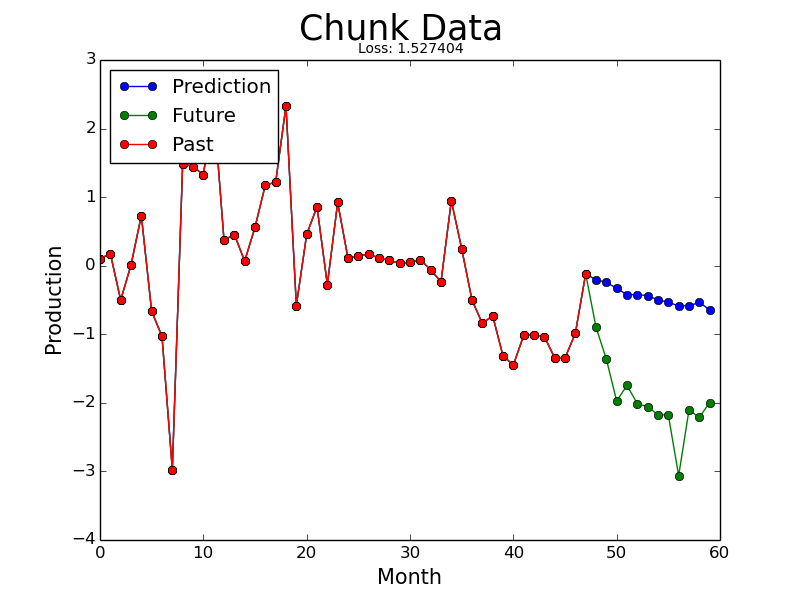 Chunk Data
Loss: 1.527404
Prediction
Future
Past
3
2
1
0
−1
−2
−3
−4
Production
0 10 20 30 40 50 60
Month